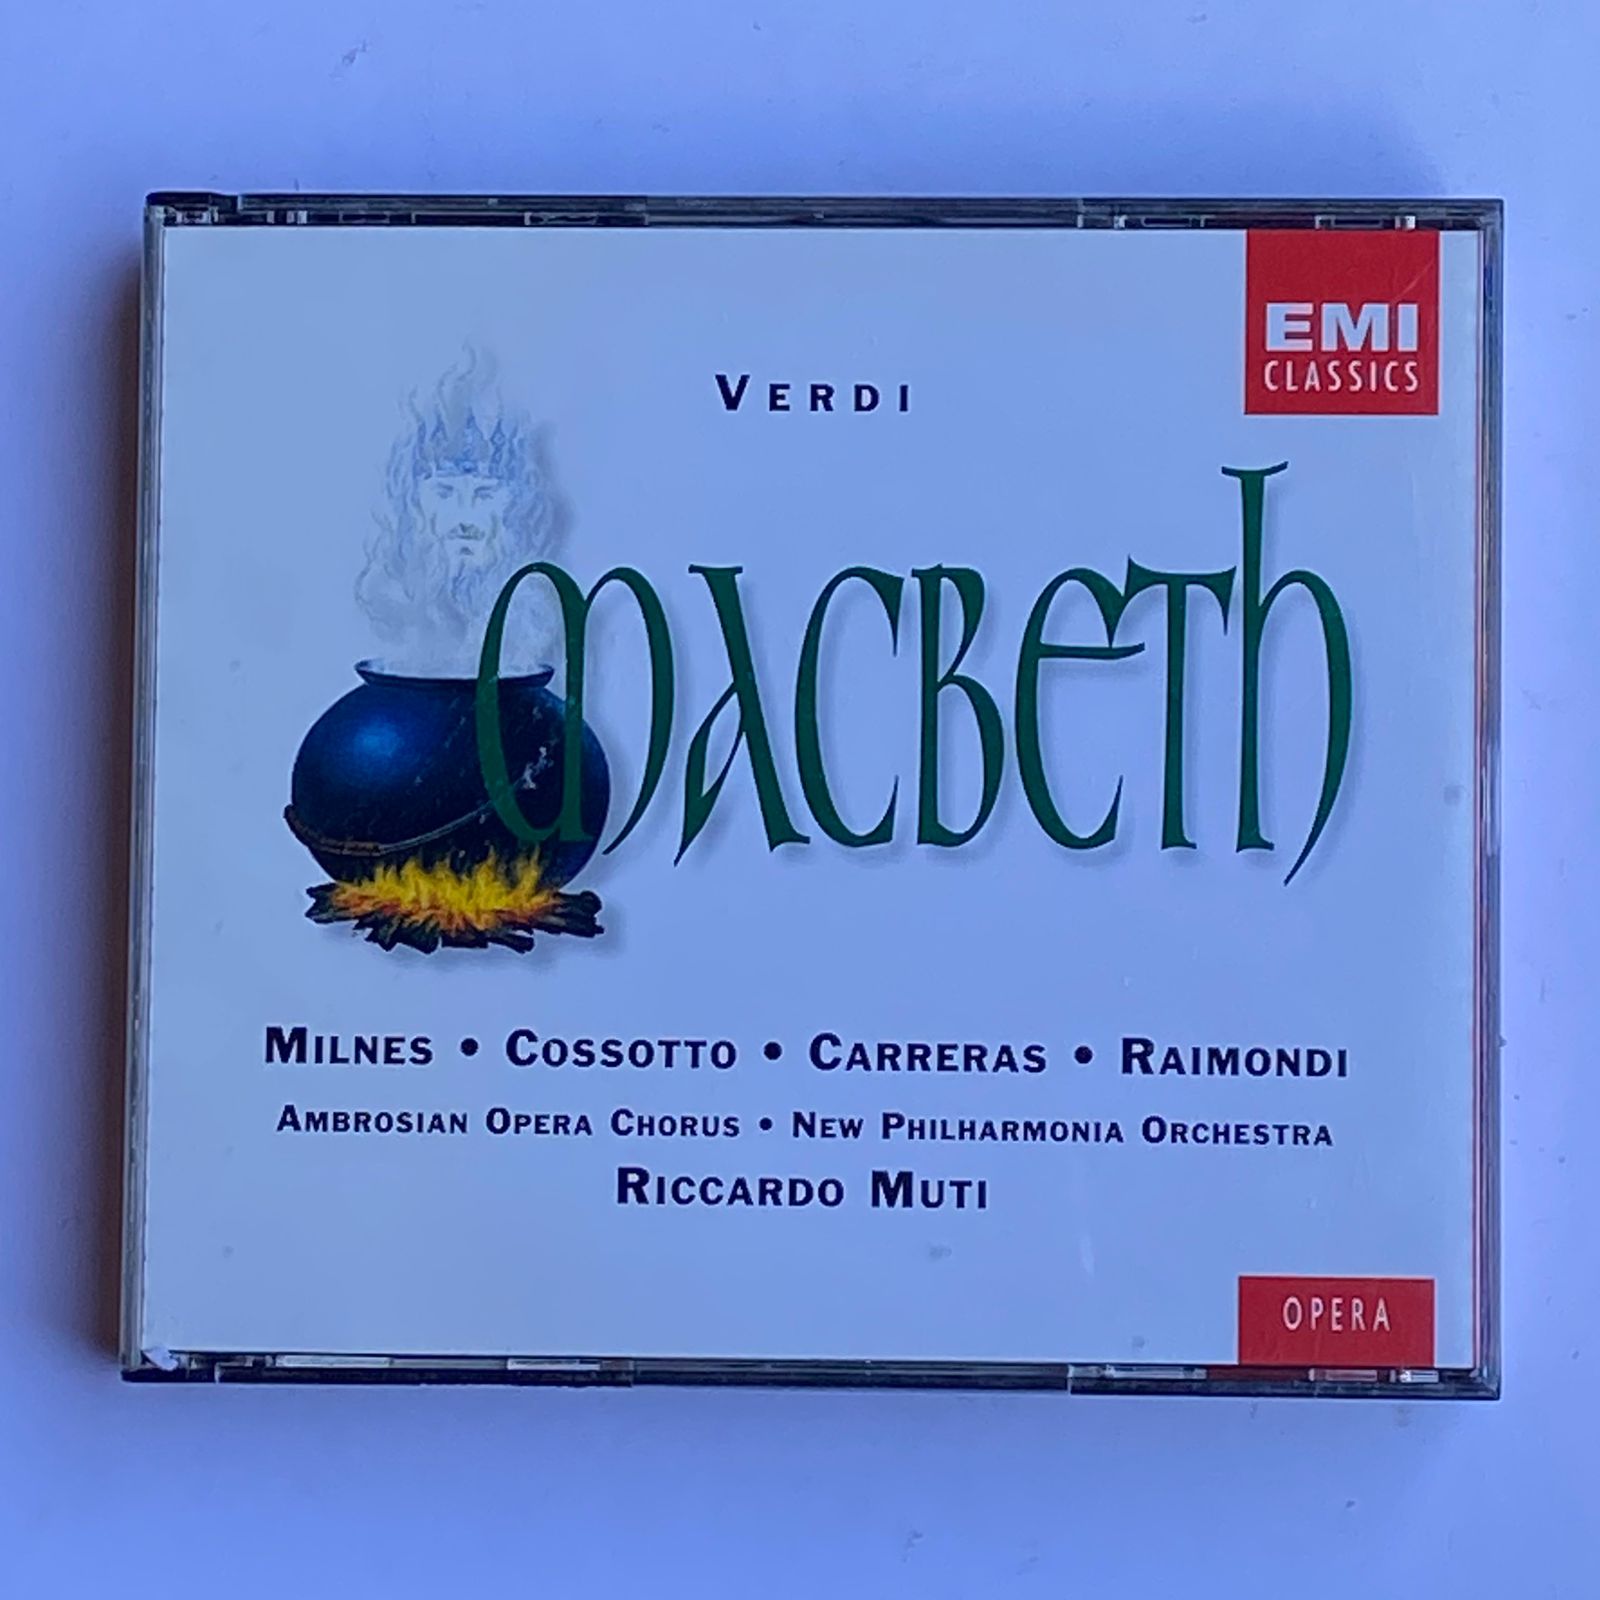 EMI
CLASSICS
VERDI
MACBETH
MILNES • COSSOTTO • CARRERAS • RAIMONDI
AMBROSIAN OPERA CHORUS • NEW PHILHARMONIA ORCHESTRA
RICCARDO MUTI
OPERA